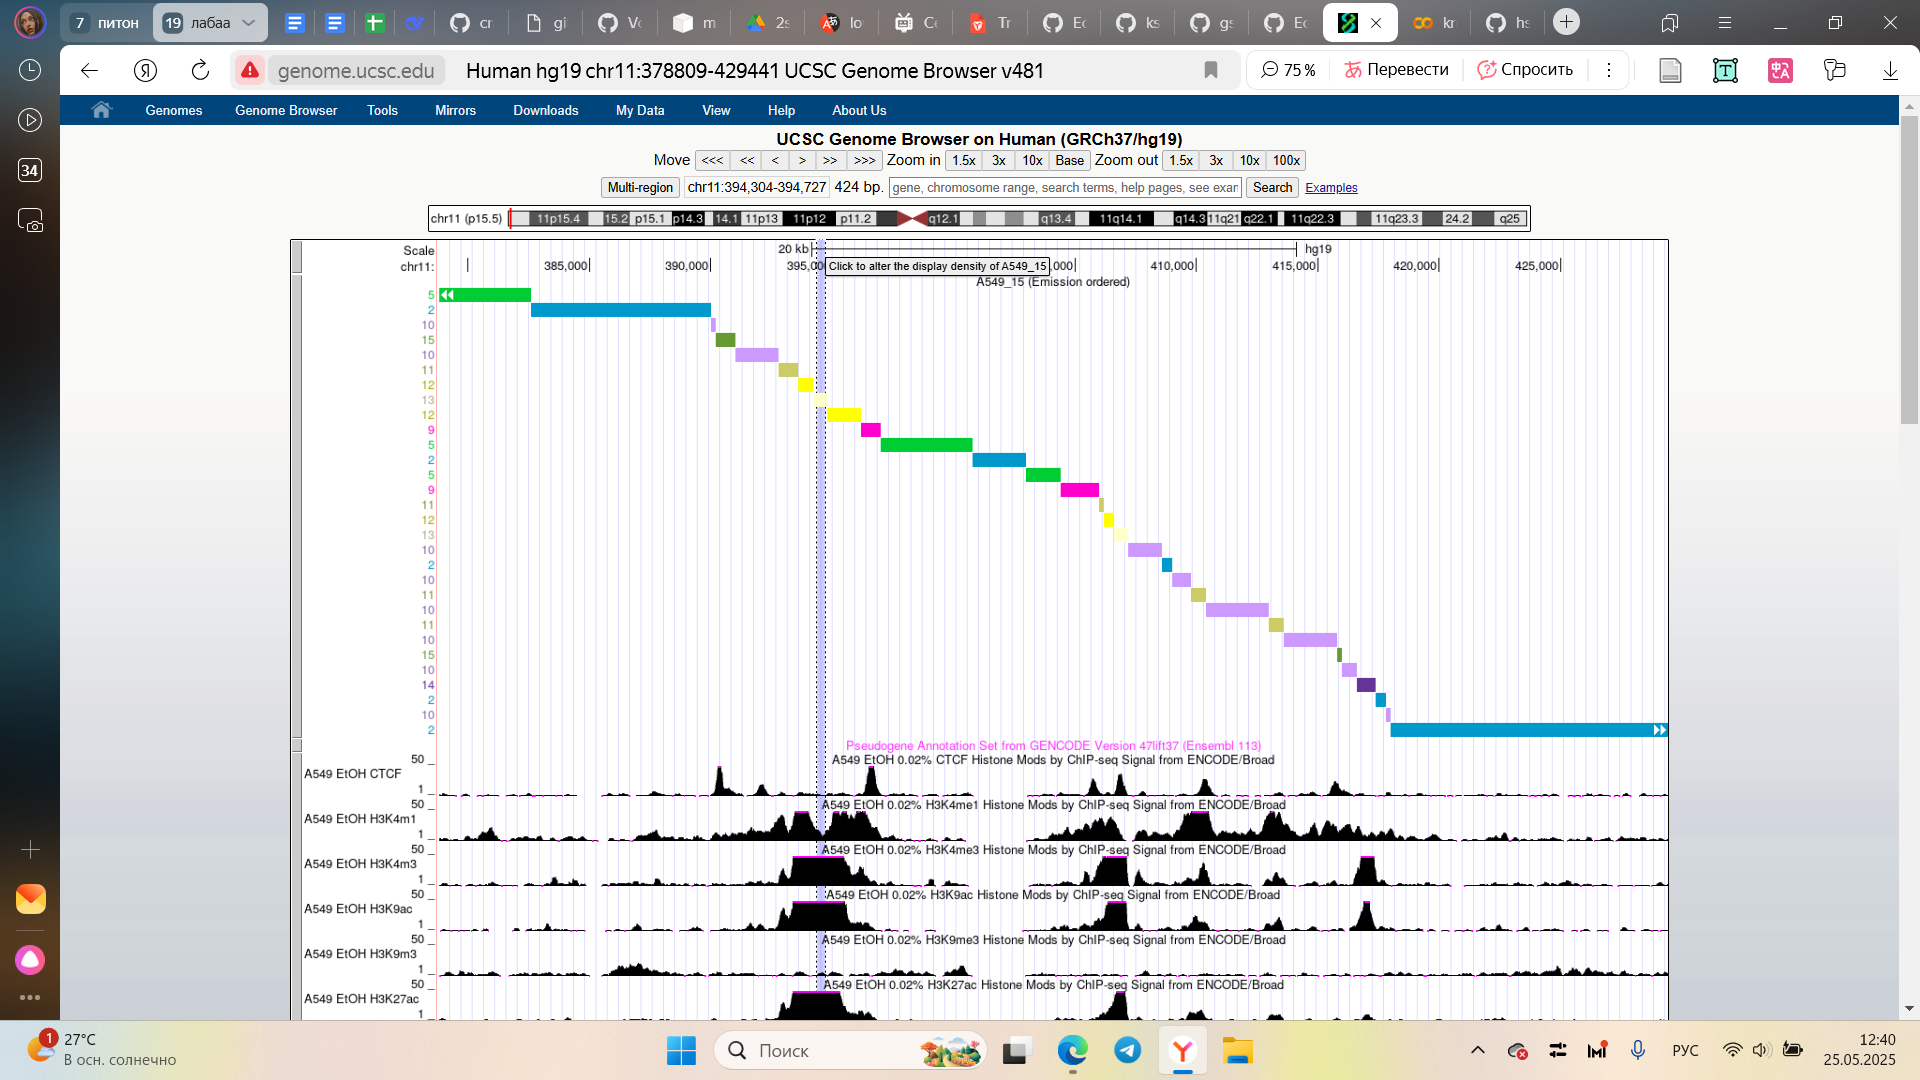 7 питон
19 лабаа
cr
gi
Vc
m
2s
lo
Cc
Tr
Ec
ks
gs
Ec
kr
hs
34
Я
genome.ucsc.edu
Human hg19 chr11:378809-429441 UCSC Genome Browser v481
75 %
Перевести
Спросить
Genomes
Genome Browser
Tools
Mirrors
Downloads
My Data
View
Help
About Us
UCSC Genome Browser on Human (GRCh37/hg19)
Move <<< << < > >> >>> Zoom in 1.5x 3x 10x Base Zoom out 1.5x 3x 10x 100x
Multi-region chr11:394,304-394,727 424 bp. gene, chromosome range, search terms, help pages, see exar Search Examples
chr11 (p15.5) 11p15.4 15.2 p15.1 p14.3 14.1 11p13 11p12 p11.2 q12.1 q13.4 11q14.1 q14.3 11q21 q22.1 11q22.3 11q23.3 24.2 q25
Scale 20 kb hg19
chr11: 385,000 390,000 395,00 ,000 410,000 415,000 420,000 425,000
Click to alter the display density of A549_15
A549_15 (Emission ordered)
5
2
10
15
10
11
12
13
12
9
5
2
5
9
11
12
13
10
2
10
11
10
11
10
15
10
14
2
10
2
Pseudogene Annotation Set from GENCODE Version 47lift37 (Ensembl 113)
50
A549 EtOH 0.02% CTCF Histone Mods by ChIP-seq Signal from ENCODE/Broad
A549 EtOH CTCF
1
50
A549 EtOH 0.02% H3K4me1 Histone Mods by ChIP-seq Signal from ENCODE/Broad
A549 EtOH H3K4m1
1
50
A549 EtOH 0.02% H3K4me3 Histone Mods by ChIP-seq Signal from ENCODE/Broad
A549 EtOH H3K4m3
1
50
A549 EtOH 0.02% H3K9ac Histone Mods by ChIP-seq Signal from ENCODE/Broad
A549 EtOH H3K9ac
1
50
A549 EtOH 0.02% H3K9me3 Histone Mods by ChIP-seq Signal from ENCODE/Broad
A549 EtOH H3K9m3
1
50
A549 EtOH 0.02% H3K27ac Histone Mods by ChIP-seq Signal from ENCODE/Broad
A549 EtOH H3K27ac
1
1
27°C
В осн. солнечно
Поиск
РУС
12:40
25.05.2025